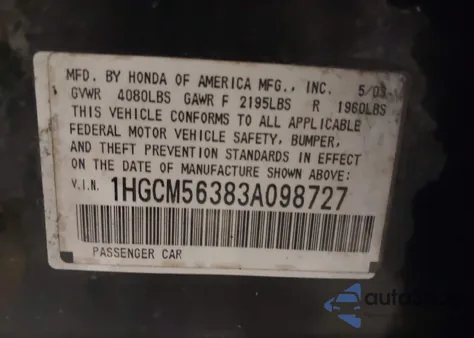 MFD. BY HONDA OF AMERICA MFG., INC. 5/03
GVWR 4080LBS GAWR F 2195LBS R 1960LBS
THIS VEHICLE CONFORMS TO ALL APPLICABLE
FEDERAL MOTOR VEHICLE SAFETY, BUMPER,
AND THEFT PREVENTION STANDARDS IN EFFECT
ON THE DATE OF MANUFACTURE SHOWN ABOVE:
V.I.N. 1HGCM56383A098727
PASSENGER CAR